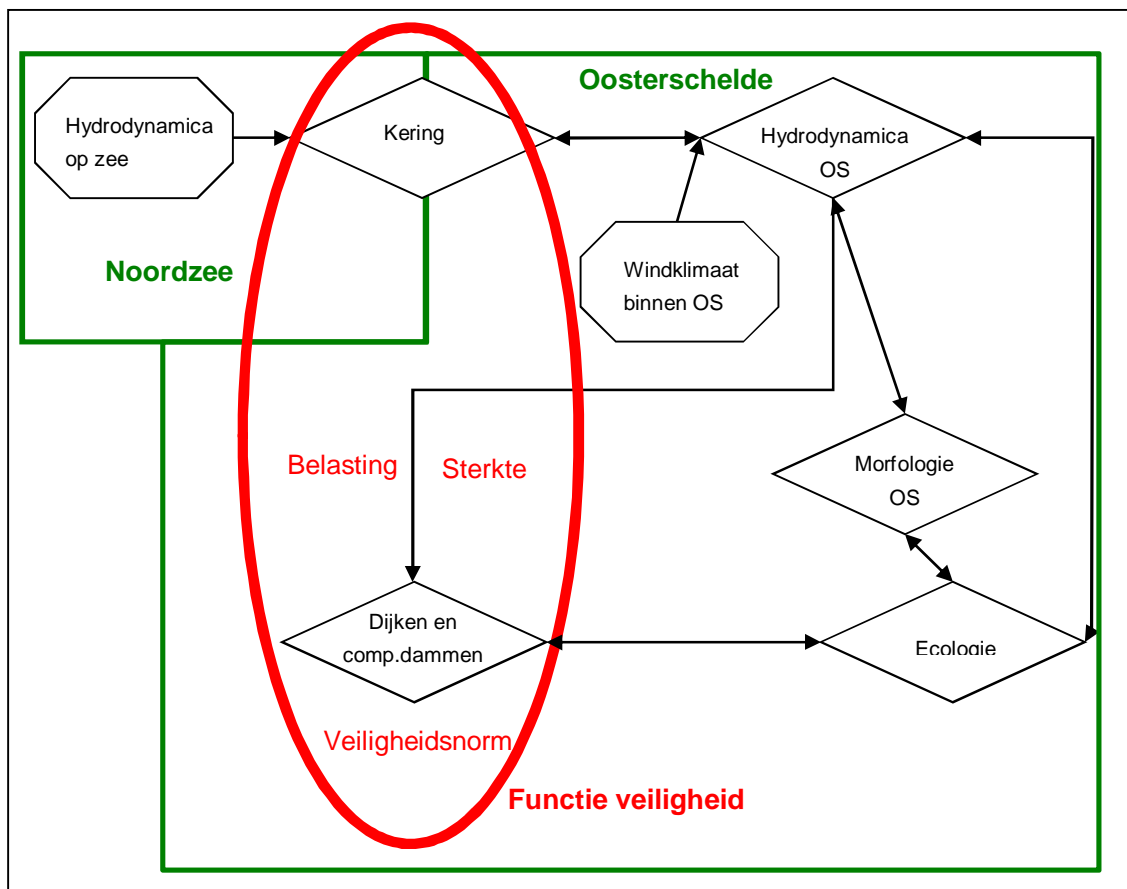 Oosterschelde
Hydrodynamica
op zee
Kering
Hydrodynamica
OS
Noordzee
Windklimaat
binnen OS
Belasting
Sterkte
Morfologie
OS
Dijken en
comp.dammen
Ecologie
Veiligheidsnorm
Functie veiligheid